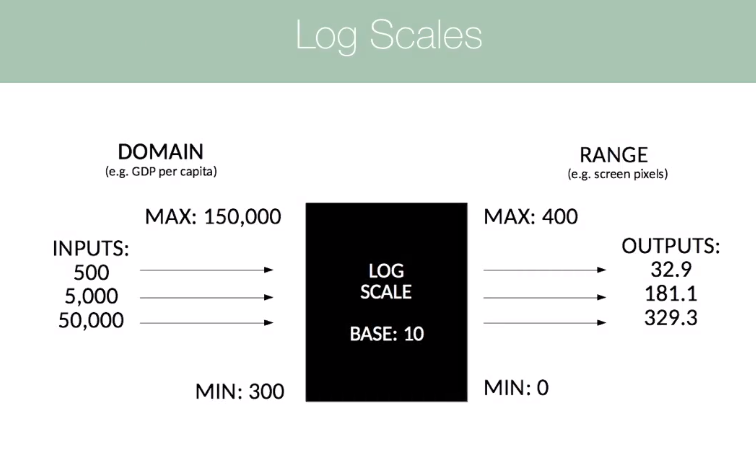 Log Scales
DOMAIN
(e.g. GDP per capita)
RANGE
(e.g. screen pixels)
MAX: 150,000
MAX: 400
INPUTS:
500
5,000
50,000
LOG
SCALE
BASE: 10
OUTPUTS:
32.9
181.1
329.3
MIN: 300
MIN: 0